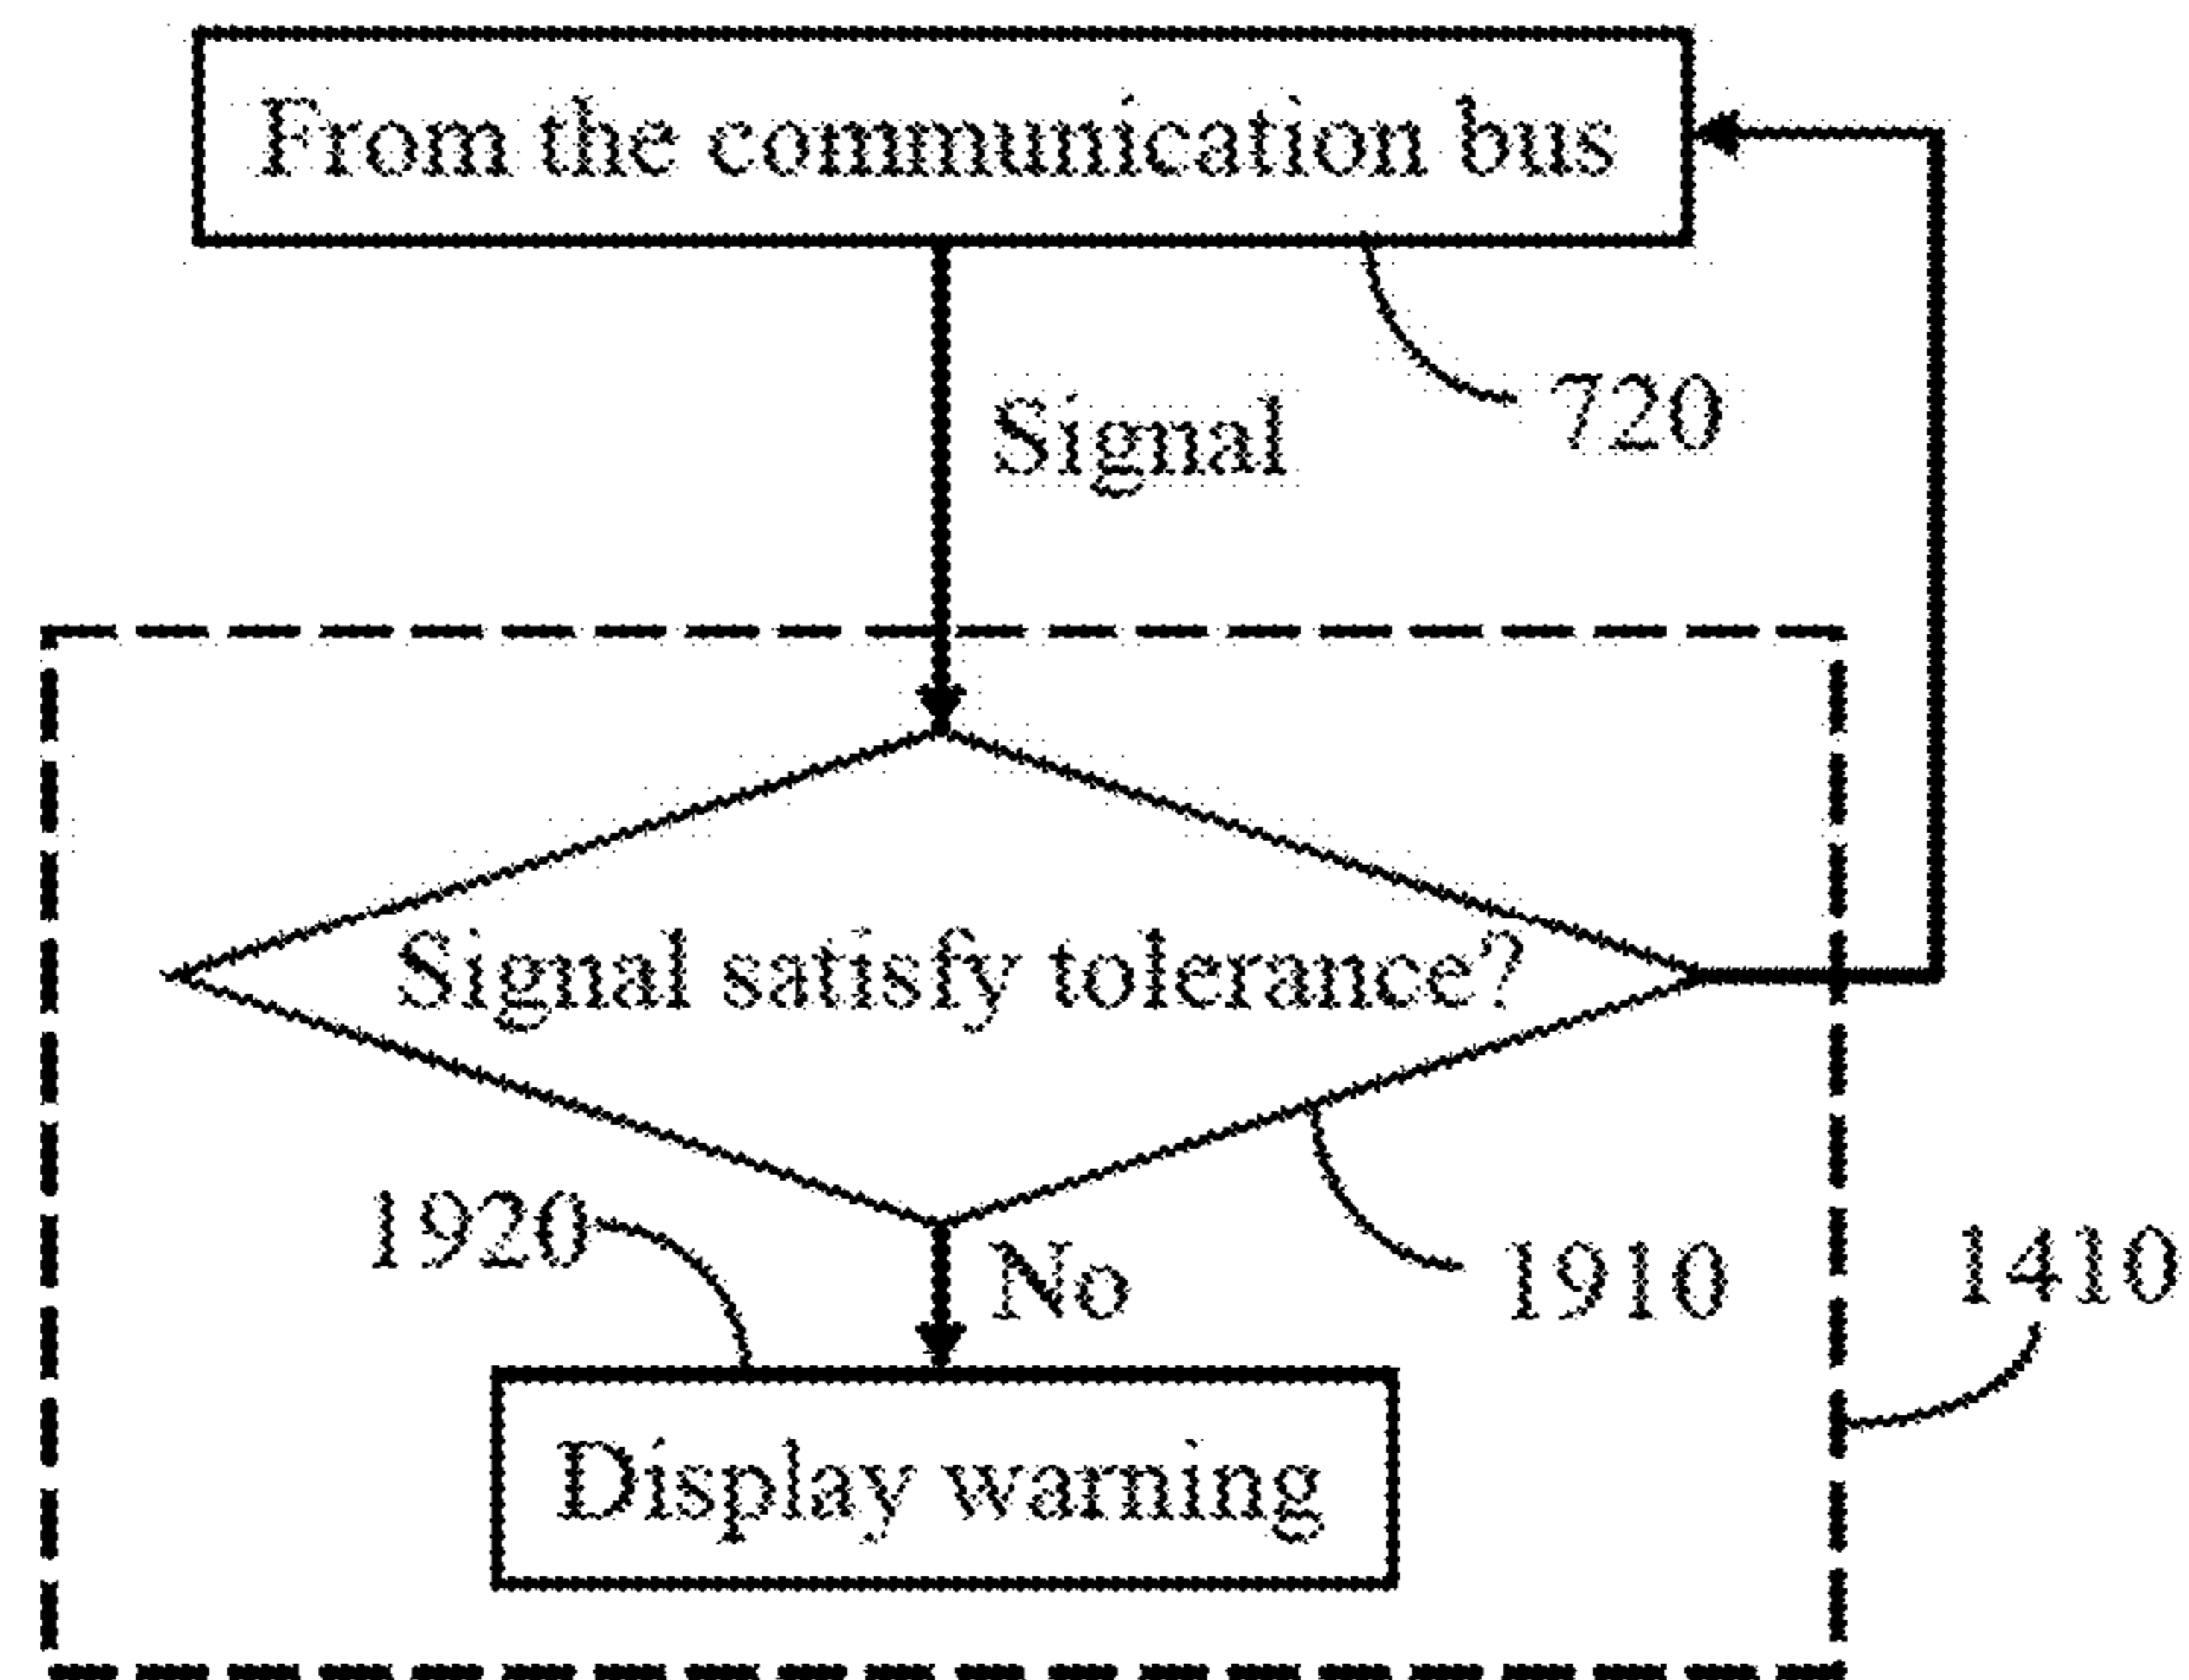 From the communication bus
720
Signal
Signal satisfy tolerance?
1920
No
1910
1410
Display warning